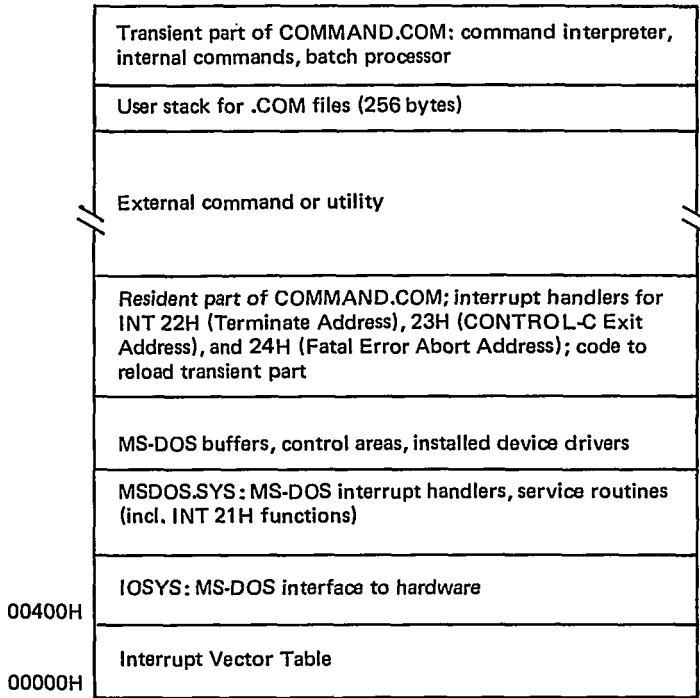 Transient part of COMMAND.COM: command interpreter,
internal commands, batch processor
User stack for .COM files (256 bytes)
External command or utility
Resident part of COMMAND.COM; interrupt handlers for
INT 22H (Terminate Address), 23H (CONTROL-C Exit
Address), and 24H (Fatal Error Abort Address); code to
reload transient part
MS-DOS buffers, control areas, installed device drivers
MSDOS.SYS: MS-DOS interrupt handlers, service routines
(incl. INT 21H functions)
IOSYS: MS-DOS interface to hardware
00400H
Interrupt Vector Table
00000H